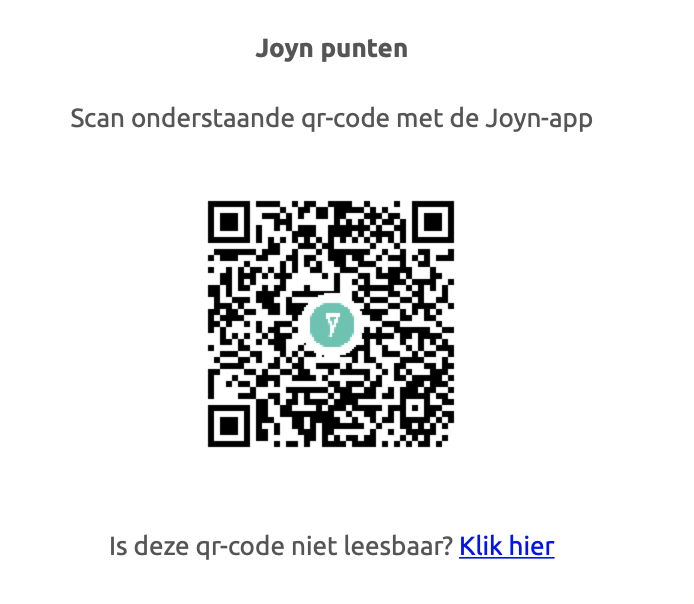 Joyn punten
Scan onderstaande qr-code met de Joyn-app
Is deze qr-code niet leesbaar? Klik hier